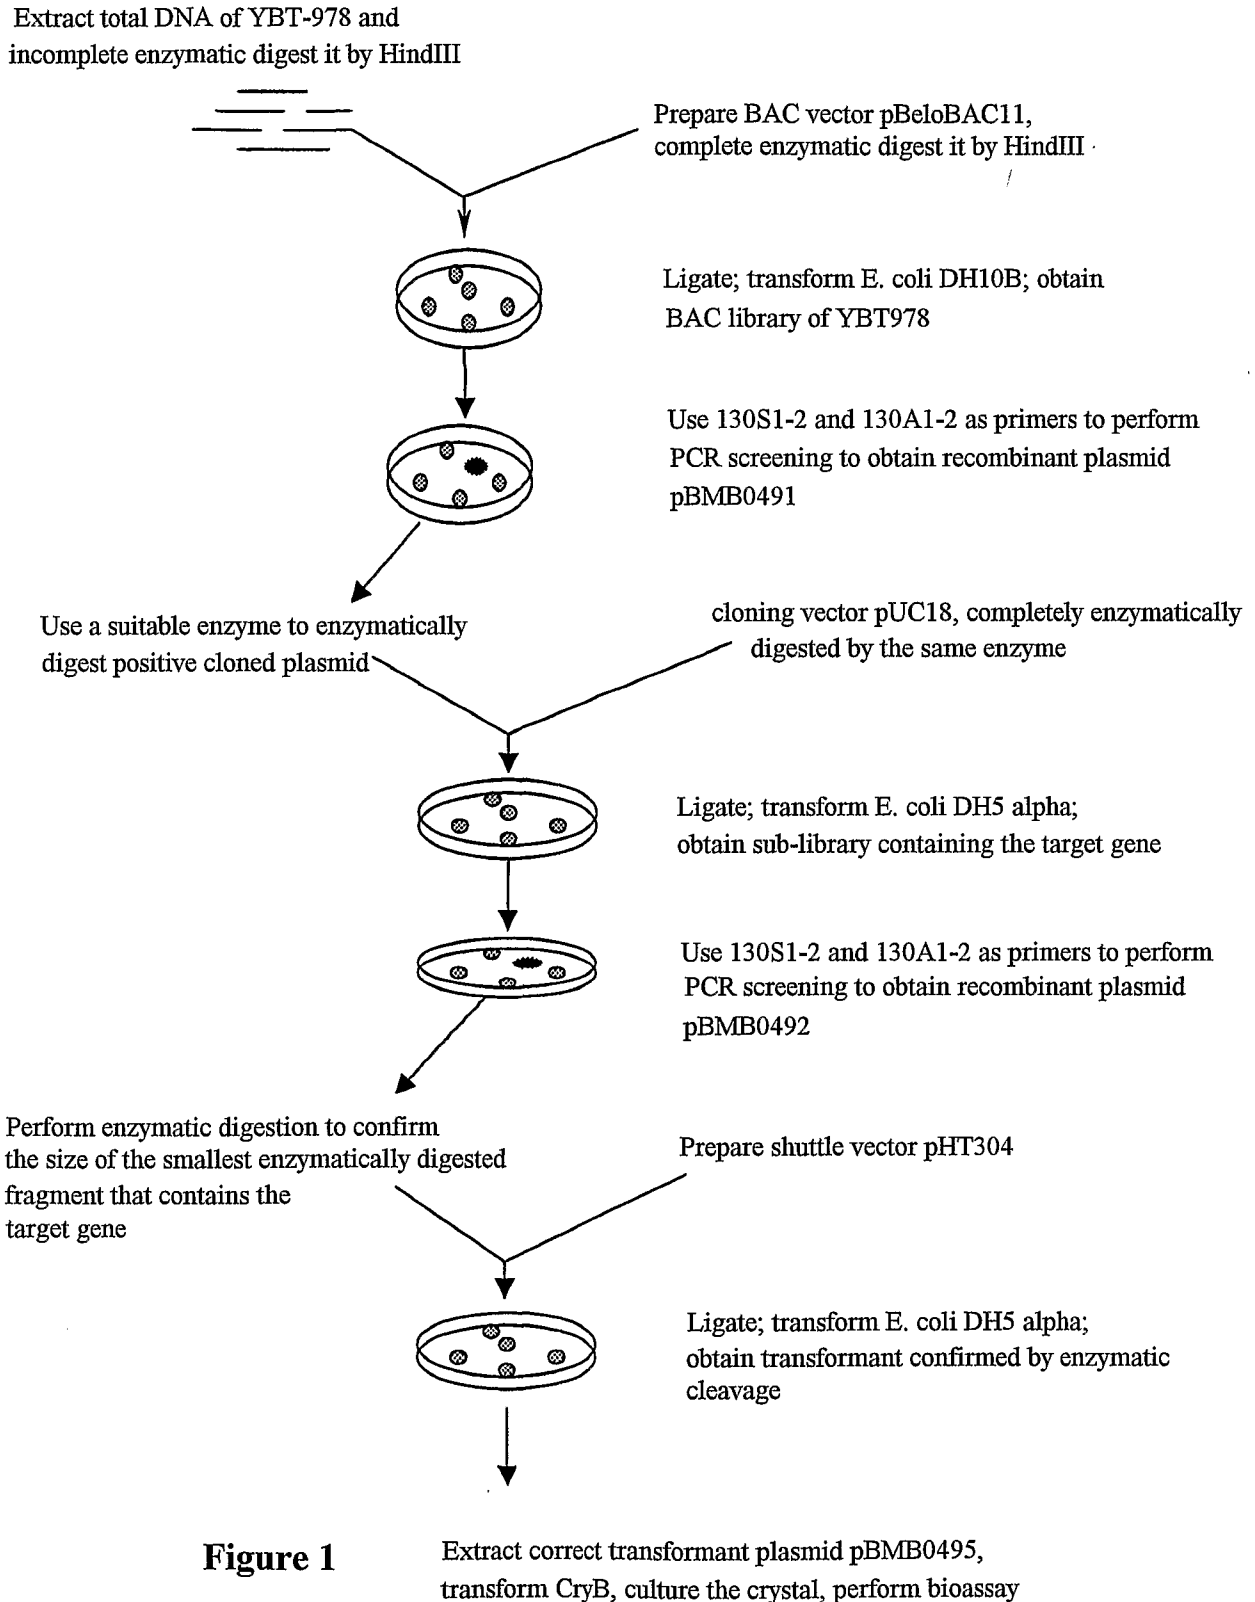 Extract total DNA of YBT-978 and
incomplete enzymatic digest it by HindIII
Prepare BAC vector pBeloBAC11,
complete enzymatic digest it by HindIII
Ligate; transform E. coli DH10B; obtain
BAC library of YBT978
Use 130S1-2 and 130A1-2 as primers to perform
PCR screening to obtain recombinant plasmid
pBMB0491
Use a suitable enzyme to enzymatically
digest positive cloned plasmid
cloning vector pUC18, completely enzymatically
digested by the same enzyme
Ligate; transform E. coli DH5 alpha;
obtain sub-library containing the target gene
Use 130S1-2 and 130A1-2 as primers to perform
PCR screening to obtain recombinant plasmid
pBMB0492
Perform enzymatic digestion to confirm
the size of the smallest enzymatically digested
fragment that contains the
target gene
Prepare shuttle vector pHT304
Ligate; transform E. coli DH5 alpha;
obtain transformant confirmed by enzymatic
cleavage
Figure 1
Extract correct transformant plasmid pBMB0495,
transform CryB, culture the crystal, perform bioassay